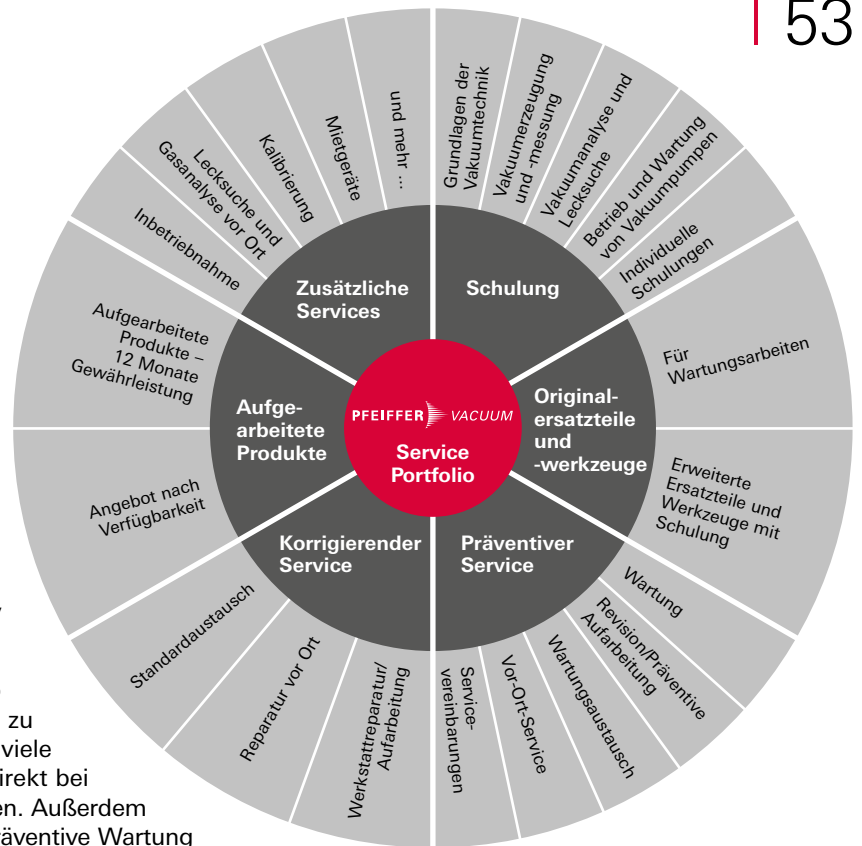 53
Grundlagen der
Vakuumtechnik
Vakuumerzeugung
und -messung
Vakuumanalyse und
Lecksuche
Betrieb und Wartung
von Vakuumpumpen
Individuelle
Schulungen
Für
Wartungsarbeiten
Erweiterte
Ersatzteile und
Werkzeuge mit
Schulung
Wartung
Revision/Präventive
Aufarbeitung
Wartungsaustausch
Vor-Ort-Service
Service-
vereinbarungen
Werkstattreparatur/
Aufarbeitung
Reparatur vor Ort
Standardaustausch
Angebot nach
Verfügbarkeit
Aufgearbeitete
Produkte –
12 Monate
Gewährleistung
Inbetriebnahme
Lecksuche und
Gasanalyse vor Ort
Kalibrierung
Mietgeräte
und mehr ...
Zusätzliche
Services
Schulung
Original-
ersatzteile
und
-werkzeuge
Präventiver
Service
Korrigierender
Service
Aufge-
arbeitete
Produkte
PFEIFFER VACUUM
Service
Portfolio
zu
viele
bei
Außerdem
Wartung